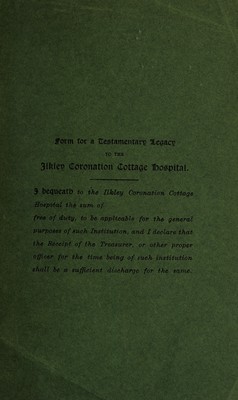 Form for a Testamentary Legacy
TO THE
Ilkley Coronation Cottage Hospital.
I bequeath to the Ilkley Coronation Cottage
Hospital the sum of
free of duty, to be applicable for the general
purposes of such Institution, and I declare that
the Receipt of the Treasurer, or other proper
officer for the time being of such institution
shall be a sufficient discharge for the same.